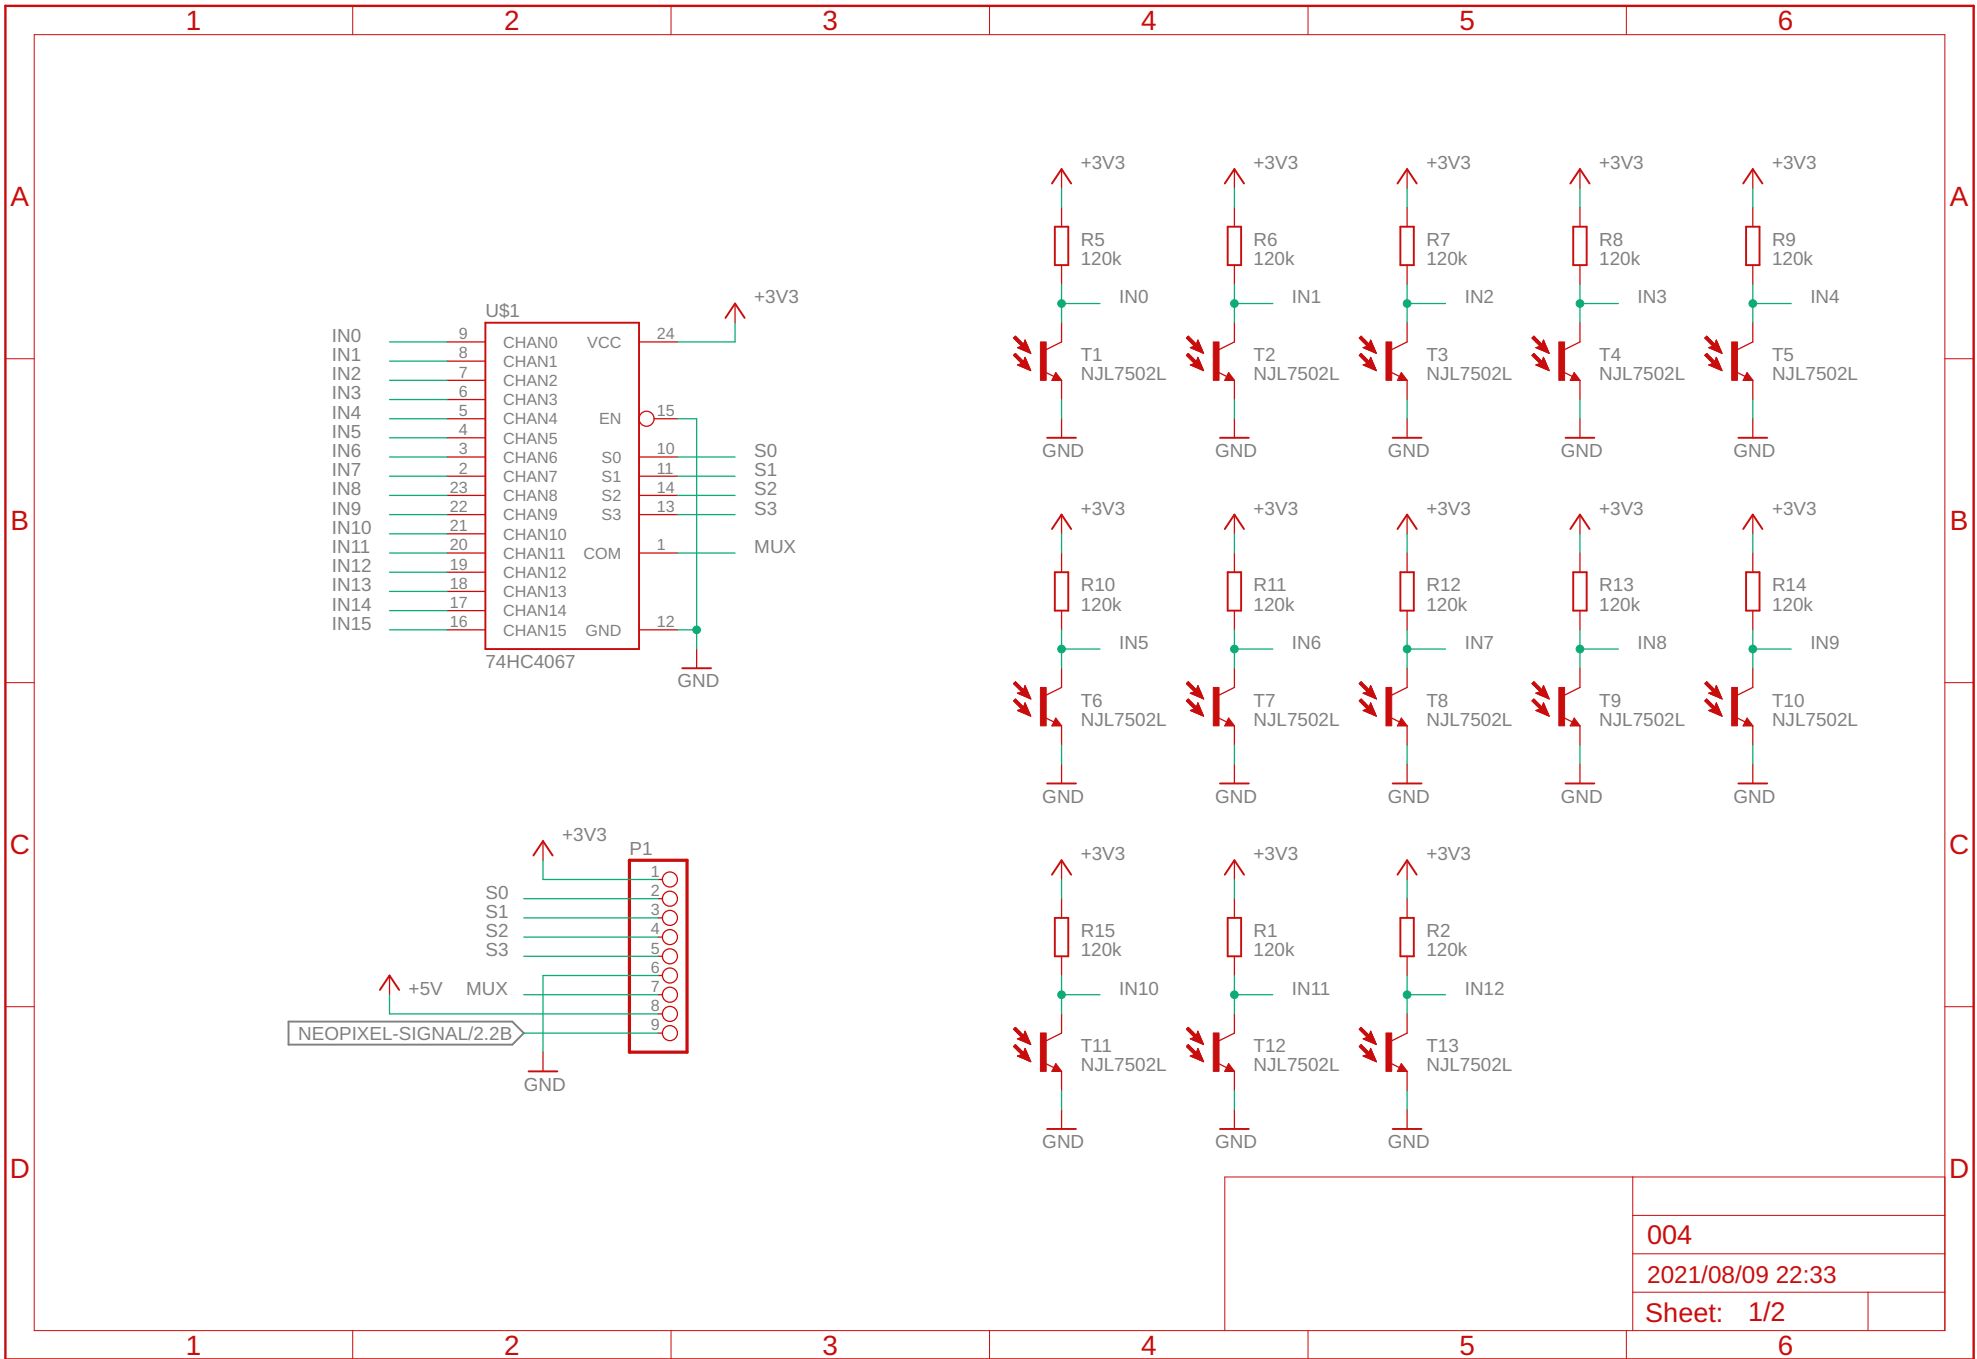 1 2 3 4 5 6
A A
B B
C C
D D
U$1
+3V3
IN0 9 CHAN0 VCC 24
IN1 8 CHAN1
IN2 7 CHAN2
IN3 6 CHAN3
IN4 5 CHAN4 EN 15
IN5 4 CHAN5
IN6 3 CHAN6 S0 10 S0
IN7 2 CHAN7 S1 11 S1
IN8 23 CHAN8 S2 14 S2
IN9 22 CHAN9 S3 13 S3
IN10 21 CHAN10
IN11 20 CHAN11 COM 1 MUX
IN12 19 CHAN12
IN13 18 CHAN13
IN14 17 CHAN14
IN15 16 CHAN15 GND 12
74HC4067
GND
+3V3
P1
1
S0 2
S1 3
S2 4
S3 5
6
+5V MUX 7
8
NEOPIXEL-SIGNAL/2.2B 9
GND
+3V3 +3V3 +3V3 +3V3 +3V3
R5 R6 R7 R8 R9
120k 120k 120k 120k 120k
IN0 IN1 IN2 IN3 IN4
T1 T2 T3 T4 T5
NJL7502L NJL7502L NJL7502L NJL7502L NJL7502L
GND GND GND GND GND
+3V3 +3V3 +3V3 +3V3 +3V3
R10 R11 R12 R13 R14
120k 120k 120k 120k 120k
IN5 IN6 IN7 IN8 IN9
T6 T7 T8 T9 T10
NJL7502L NJL7502L NJL7502L NJL7502L NJL7502L
GND GND GND GND GND
+3V3 +3V3 +3V3
R15 R1 R2
120k 120k 120k
IN10 IN11 IN12
T11 T12 T13
NJL7502L NJL7502L NJL7502L
GND GND GND
004
2021/08/09 22:33
Sheet: 1/2
1 2 3 4 5 6